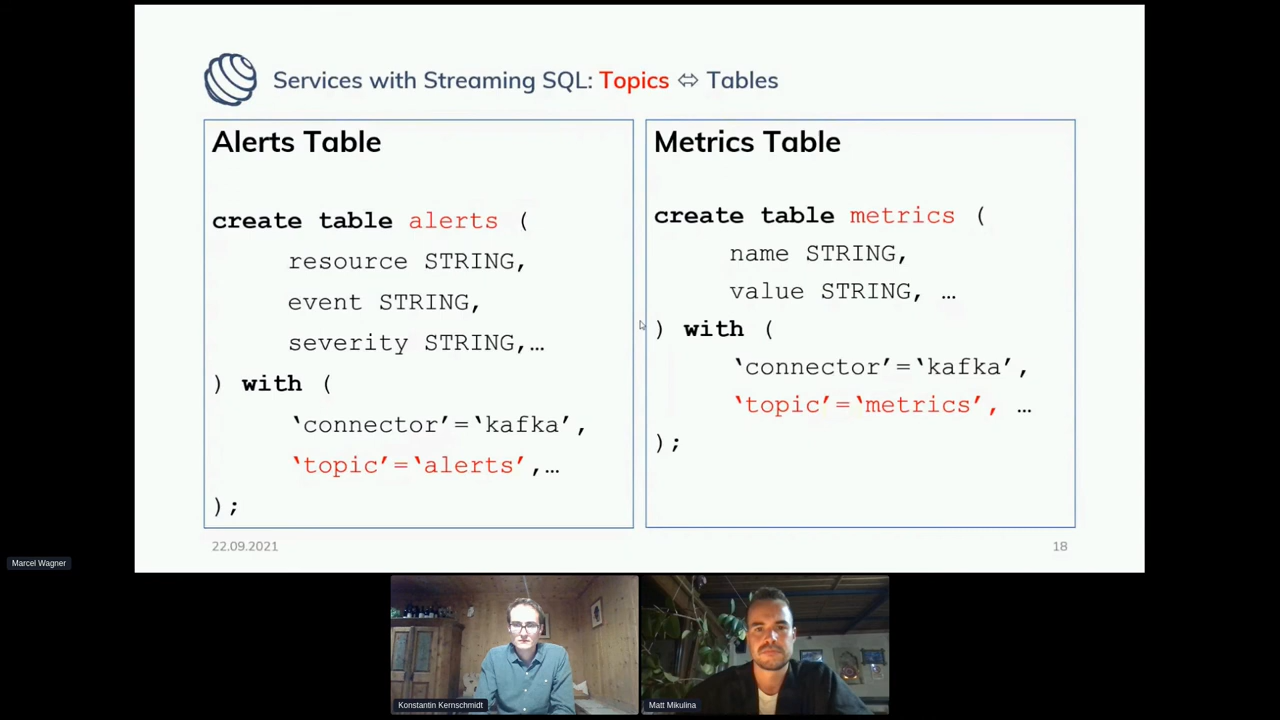 Services with Streaming SQL: Topics ⇔ Tables
Alerts Table
create table alerts (
resource STRING,
event STRING,
severity STRING,…
) with (
‘connector’=‘kafka’,
‘topic’=‘alerts’,…
);
Metrics Table
create table metrics (
name STRING,
value STRING, …
) with (
‘connector’=‘kafka’,
‘topic’=‘metrics’, …
);
22.09.2021
18
Marcel Wagner
Konstantin Kernschmidt
Matt Mikulina